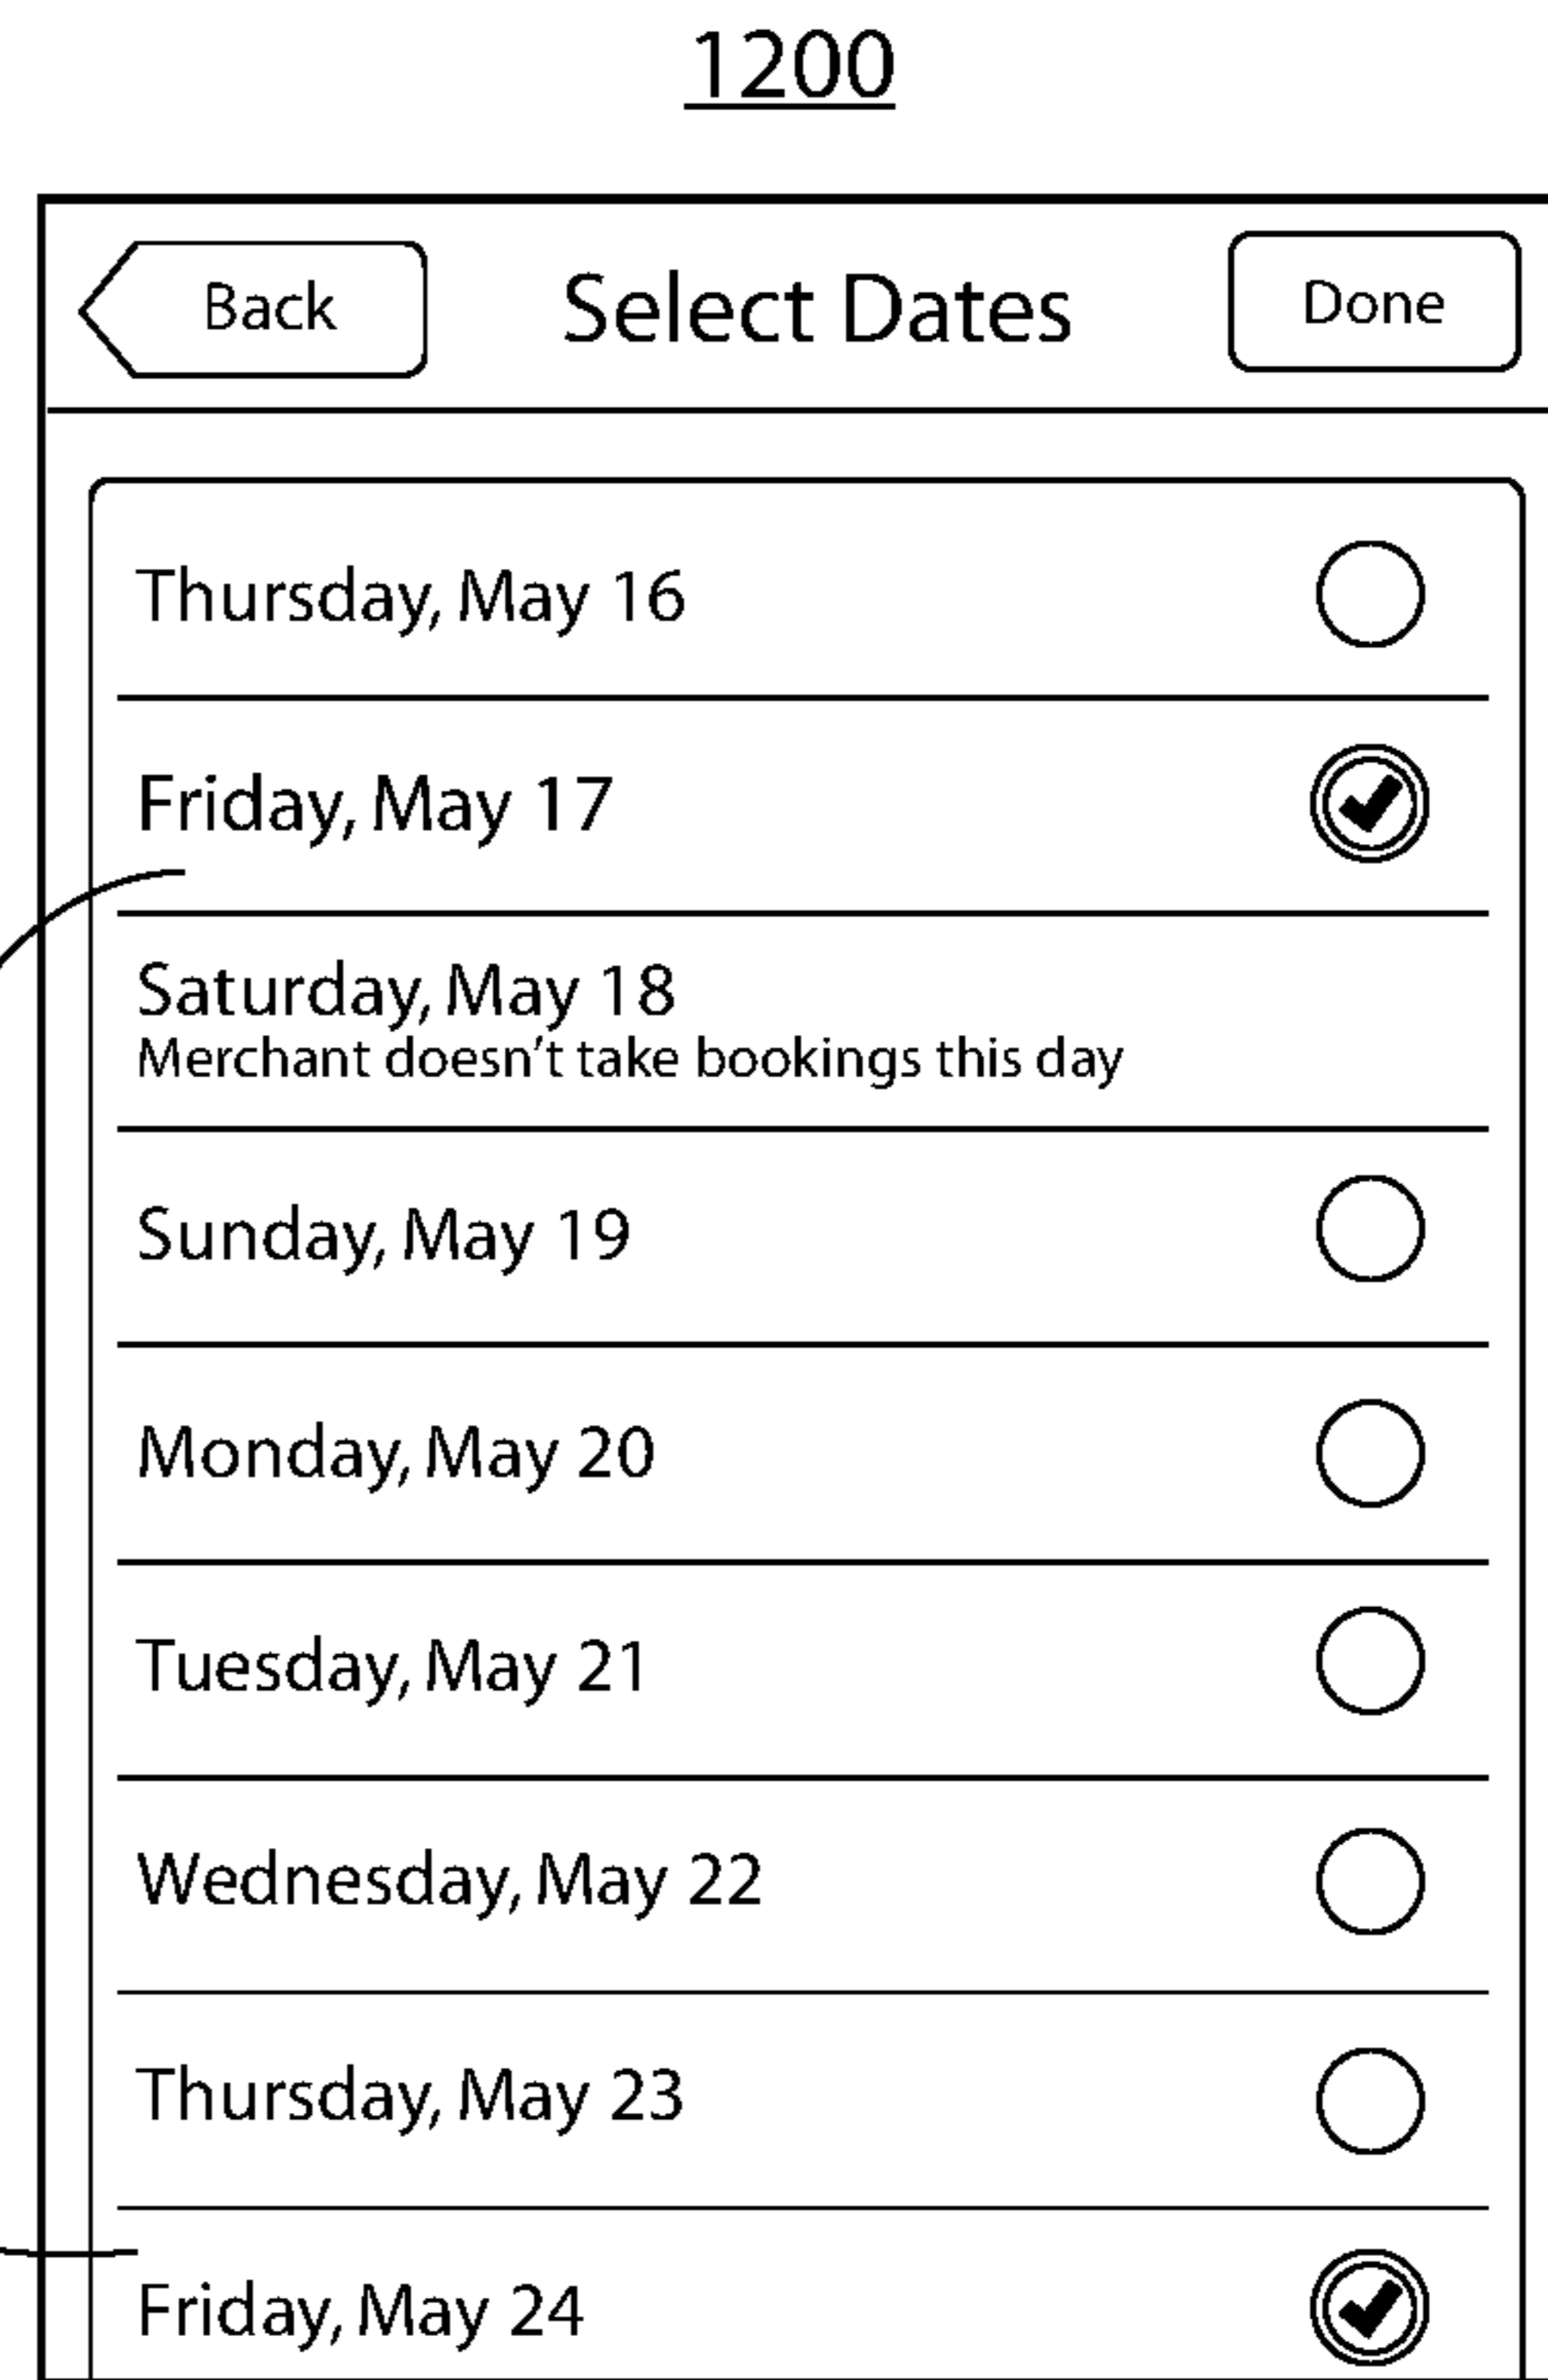 1200
Back Select Dates Done
Thursday, May 16
Friday, May 17
Saturday, May 18
Merchant doesn't take bookings this day
Sunday, May 19
Monday, May 20
Tuesday, May 21
Wednesday, May 22
Thursday, May 23
Friday, May 24